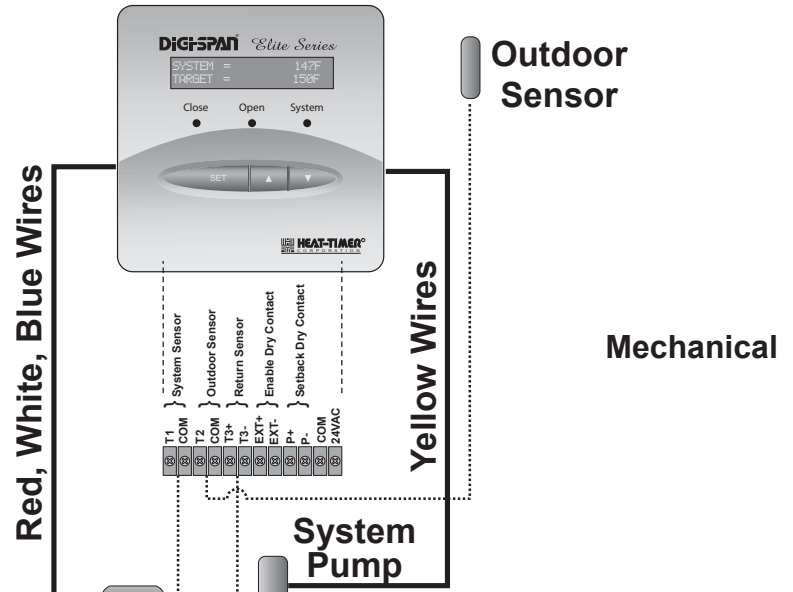 DIGI-SPAN Elite Series
SYSTEM = 147F
TARGET = 150F
Close Open System
SET
HEAT-TIMER®
CORPORATION
Outdoor
Sensor
Red, White, Blue Wires
Yellow Wires
Mechanical
System Sensor
Outdoor Sensor
Return Sensor
Enable Dry Contact
Setback Dry Contact
T1
COM
T2
COM
T3+
T3-
EXT+
EXT-
P+
P-
COM
24VAC
System
Pump